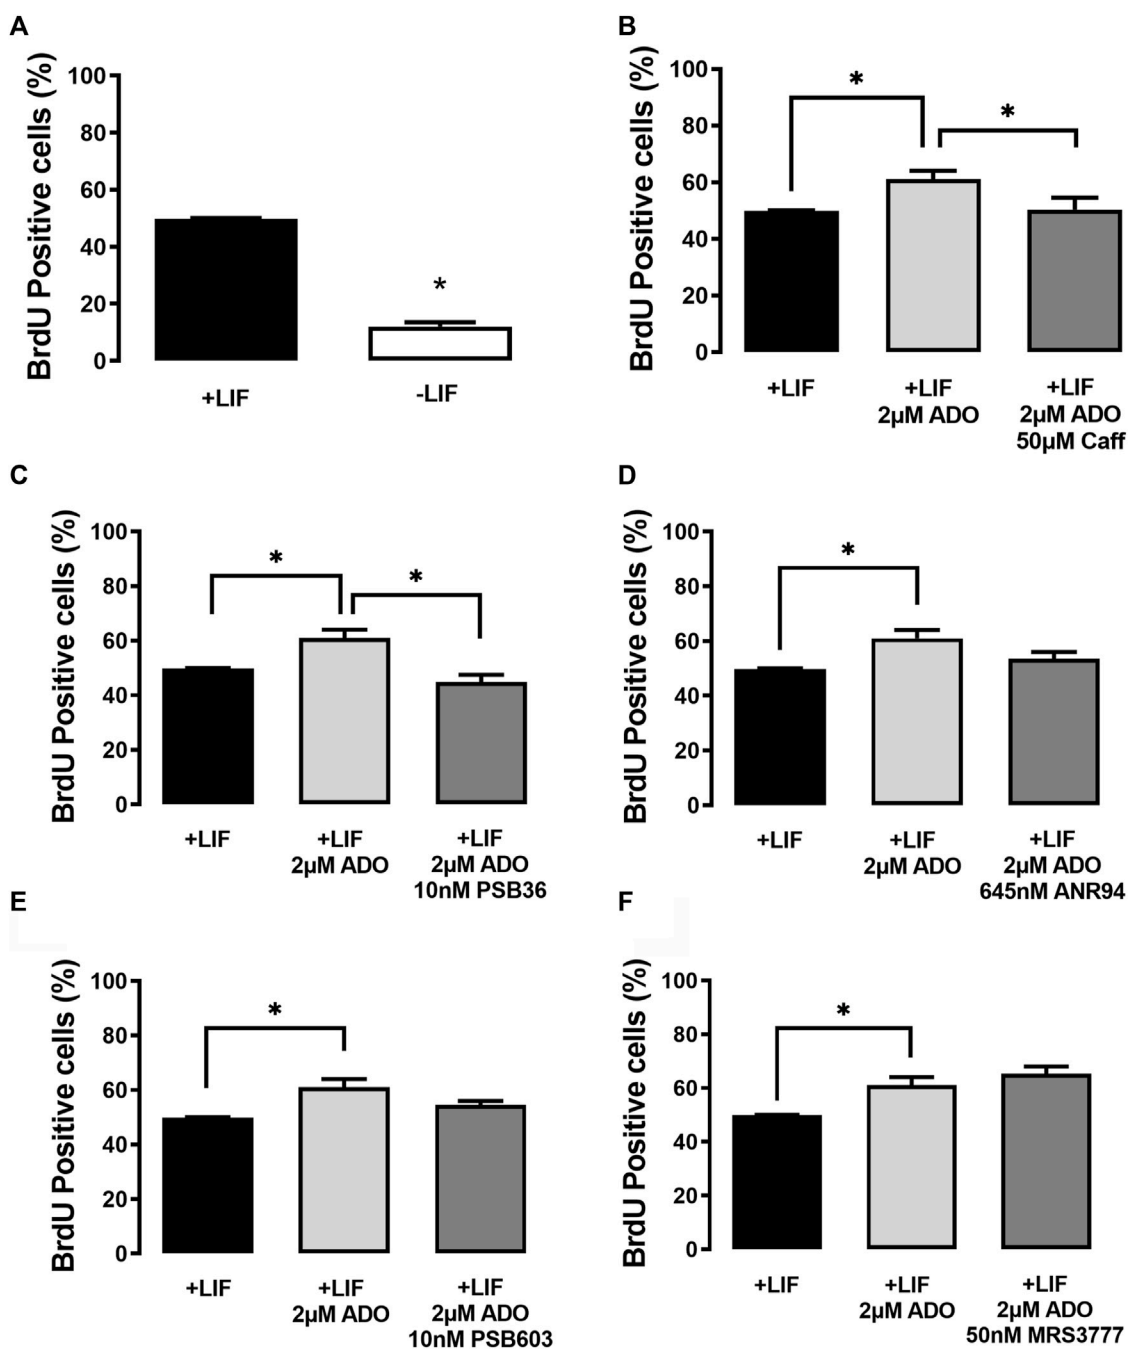 A
BrdU Positive cells (%)
100
80
60
40
20
0
*
+LIF
-LIF
B
BrdU Positive cells (%)
100
80
60
40
20
0
*
*
+LIF
+LIF
2µM ADO
+LIF
2µM ADO
50µM Caff
C
BrdU Positive cells (%)
100
80
60
40
20
0
*
*
+LIF
+LIF
2µM ADO
+LIF
2µM ADO
10nM PSB36
D
BrdU Positive cells (%)
100
80
60
40
20
0
*
+LIF
+LIF
2µM ADO
+LIF
2µM ADO
645nM ANR94
E
BrdU Positive cells (%)
100
80
60
40
20
0
*
+LIF
+LIF
2µM ADO
+LIF
2µM ADO
10nM PSB603
F
BrdU Positive cells (%)
100
80
60
40
20
0
*
+LIF
+LIF
2µM ADO
+LIF
2µM ADO
50nM MRS3777